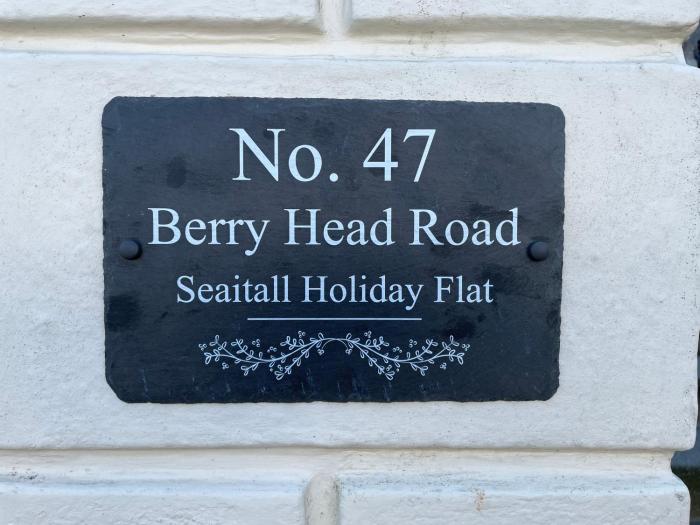 No. 47
Berry Head Road
Seaitall Holiday Flat